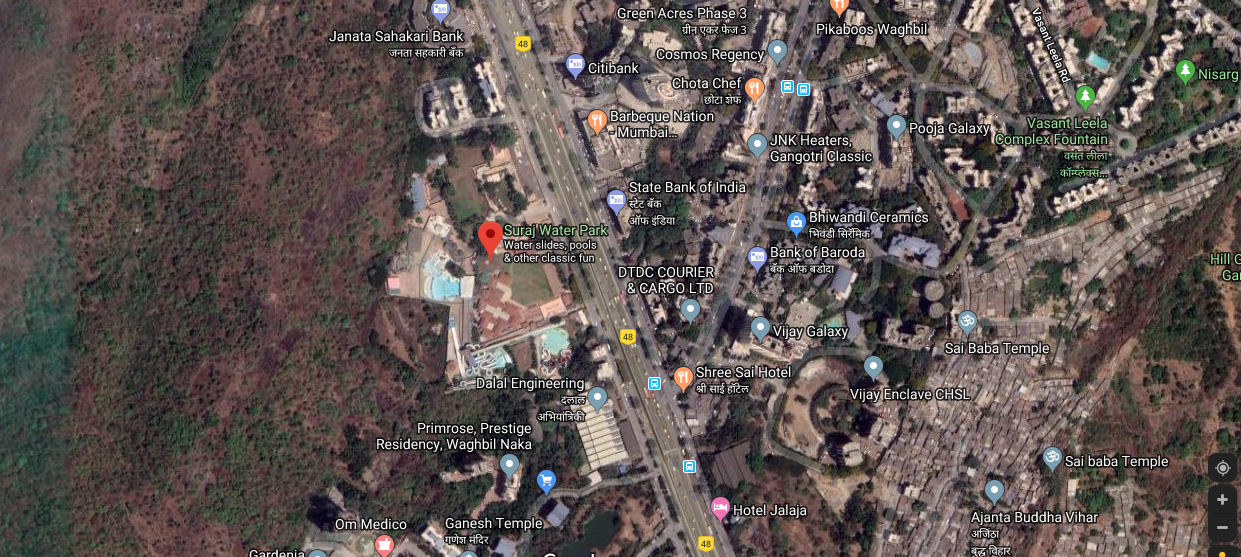 Green Acres Phase 3
ग्रीन एकर फेज 3
Pikaboos Waghbil
Janata Sahakari Bank
जनता सहकारी बँक
48
Cosmos Regency
Vasant Leela Rd
Citibank
Chota Chef
छोटा शेफ
Nisarg
Barbeque Nation
- Mumbai...
Pooja Galaxy
Vasant Leela
Complex Fountain
वसंत लीला
कॉम्प्लेक्स...
JNK Heaters,
Gangotri Classic
State Bank of India
स्टेट बँक
ऑफ इंडिया
Bhiwandi Ceramics
भिवंडी सिरॅमिक
Suraj Water Park
Water slides, pools
& other classic fun
Bank of Baroda
बँक ऑफ बडोदा
Hill G
Gar
DTDC COURIER
& CARGO LTD
Vijay Galaxy
48
Sai Baba Temple
Shree Sai Hotel
श्री साई हॉटेल
Dalal Engineering
दलाल
अभियांत्रिकी
Vijay Enclave CHSL
Primrose, Prestige
Residency, Waghbil Naka
Sai baba Temple
Hotel Jalaja
Om Medico
Ganesh Temple
गणेश मंदिर
Ajanta Buddha Vihar
अजिंठा
बुद्ध विहार
48
Gardenia